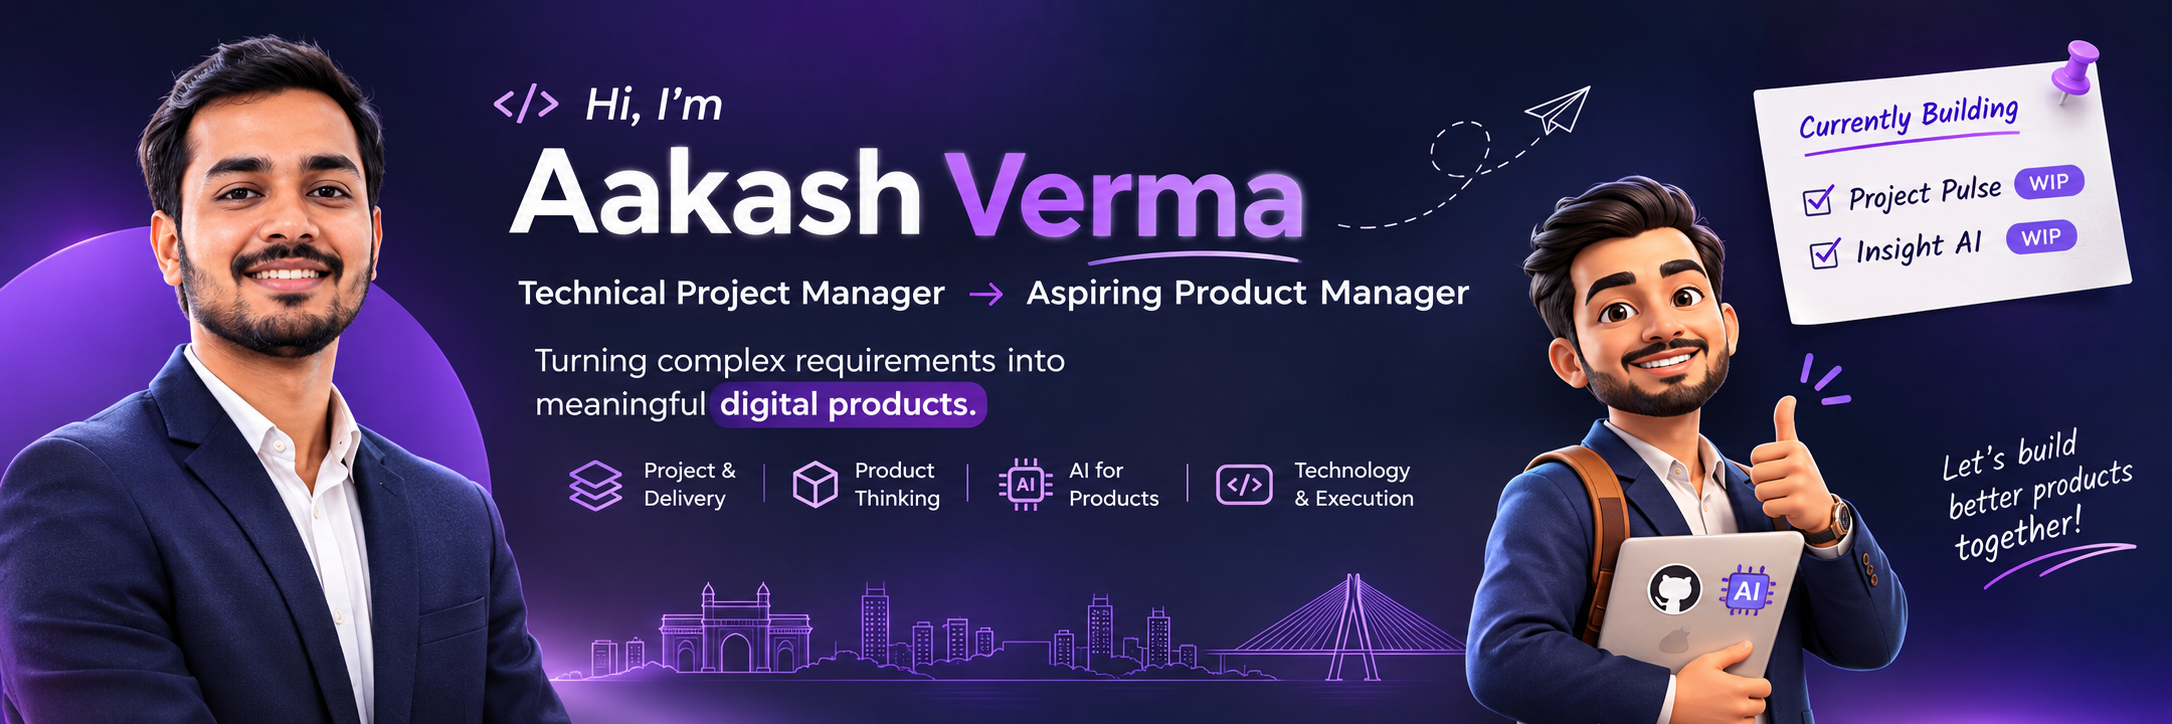 </> Hi, I'm
Aakash Verma
Technical Project Manager → Aspiring Product Manager
Turning complex requirements into
meaningful digital products.
Project &
Delivery
Product
Thinking
AI
AI for
Products
</>
Technology
& Execution
Currently Building
Project Pulse WIP
Insight AI WIP
Let's build
better products
together!
AI